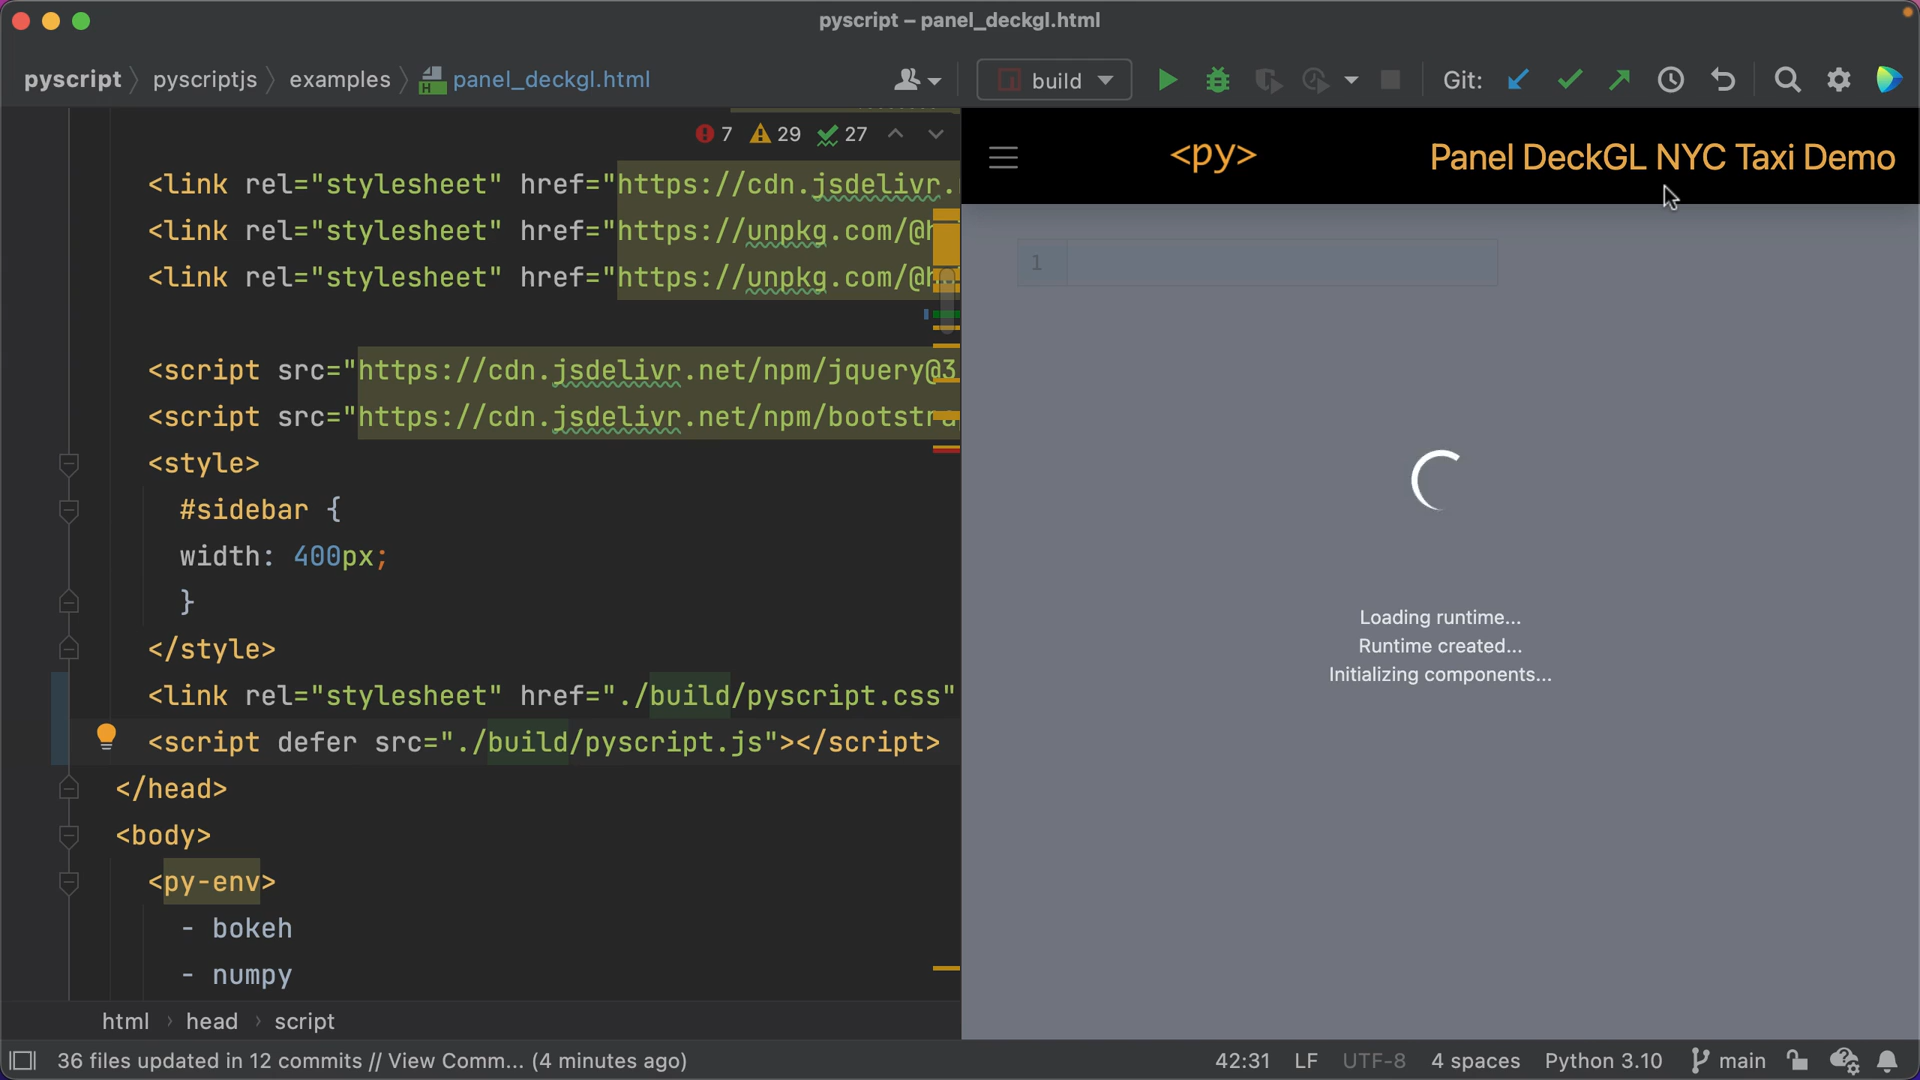 pyscript – panel_deckgl.html
pyscript pyscriptjs examples panel_deckgl.html
build
Git:
7 29 27
<link rel="stylesheet" href="https://cdn.jsdelivr.
<link rel="stylesheet" href="https://unpkg.com/@h
<link rel="stylesheet" href="https://unpkg.com/@h
<script src="https://cdn.jsdelivr.net/npm/jquery@3
<script src="https://cdn.jsdelivr.net/npm/bootstra
<style>
#sidebar {
width: 400px;
}
</style>
<link rel="stylesheet" href="./build/pyscript.css"
<script defer src="./build/pyscript.js"></script>
</head>
<body>
<py-env>
- bokeh
- numpy
html › head › script
<py>
Panel DeckGL NYC Taxi Demo
1
Loading runtime...
Runtime created...
Initializing components...
36 files updated in 12 commits // View Comm... (4 minutes ago)
42:31 LF UTF-8 4 spaces Python 3.10 main